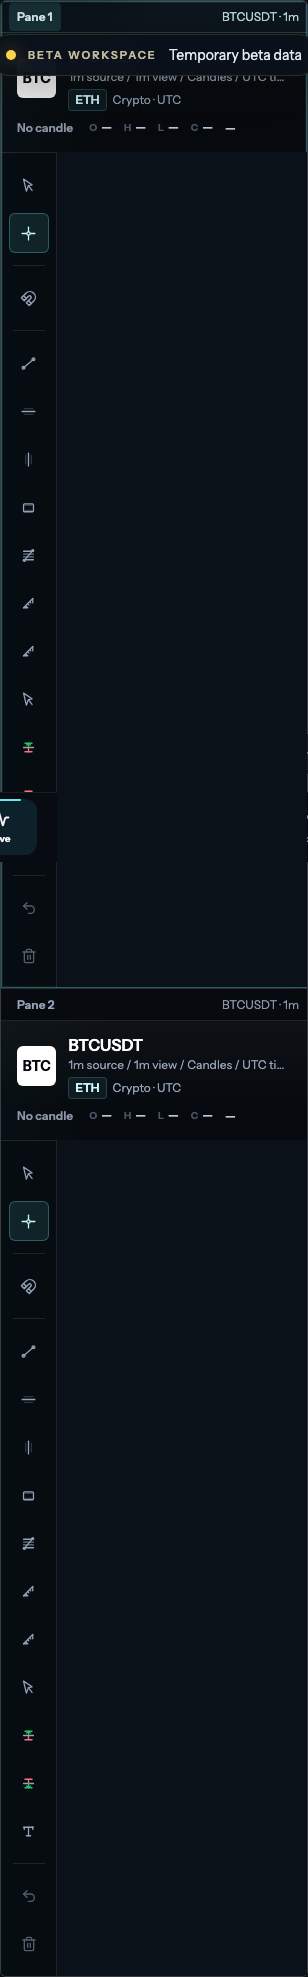 Pane 1 BTCUSDT · 1m
BETA WORKSPACE Temporary beta data
BTC 1m source / 1m view / Candles / UTC ti...
ETH Crypto · UTC
No candle O — H — L — C — —
Pane 2 BTCUSDT · 1m
BTCUSDT
BTC 1m source / 1m view / Candles / UTC ti...
ETH Crypto · UTC
No candle O — H — L — C — —